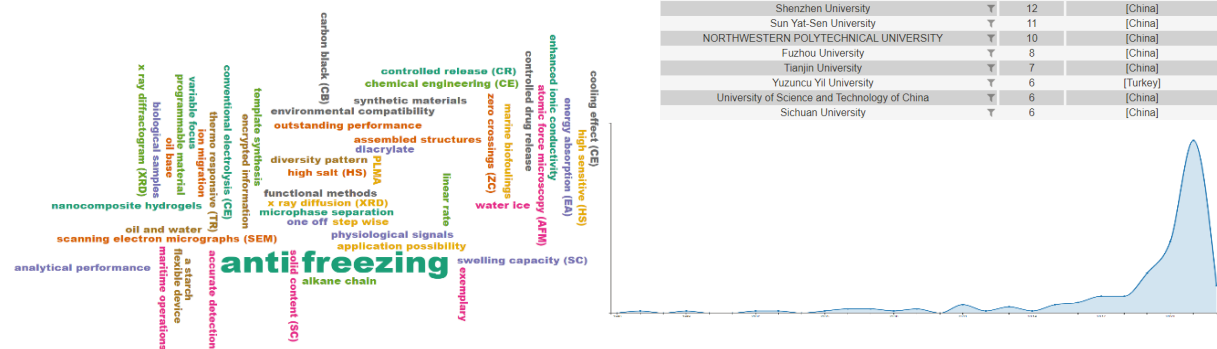 carbon black (CB)
enhanced ionic conductivity
controlled drug release
cooling effect (CE)
x ray diffractogram (XRD)
conventional electrolysis (CE)
programmable material
variable focus
controlled release (CR)
chemical engineering (CE)
atomic force microscopy (AFM)
template synthesis
synthetic materials
zero crossings (ZC)
energy absorption (EA)
biological samples
marine biofoulings
environmental compatibility
thermo responsive (TR)
encrypted information
outstanding performance
ion migration
high sensitive (HS)
oil base
assembled structures
diacrylate
diversity pattern
PLMA
high salt (HS)
linear rate
functional methods
nanocomposite hydrogels
x ray diffusion (XRD)
water ice
microphase separation
one off
step wise
oil and water
physiological signals
scanning electron micrographs (SEM)
application possibility
maritime operations
flexible device
a starch
accurate detection
anti freezing
solid content (SC)
swelling capacity (SC)
analytical performance
exemplary
alkane chain
Shenzhen University 12 [China]
Sun Yat-Sen University 11 [China]
NORTHWESTERN POLYTECHNICAL UNIVERSITY 10 [China]
Fuzhou University 8 [China]
Tianjin University 7 [China]
Yuzuncu Yil University 6 [Turkey]
University of Science and Technology of China 6 [China]
Sichuan University 6 [China]